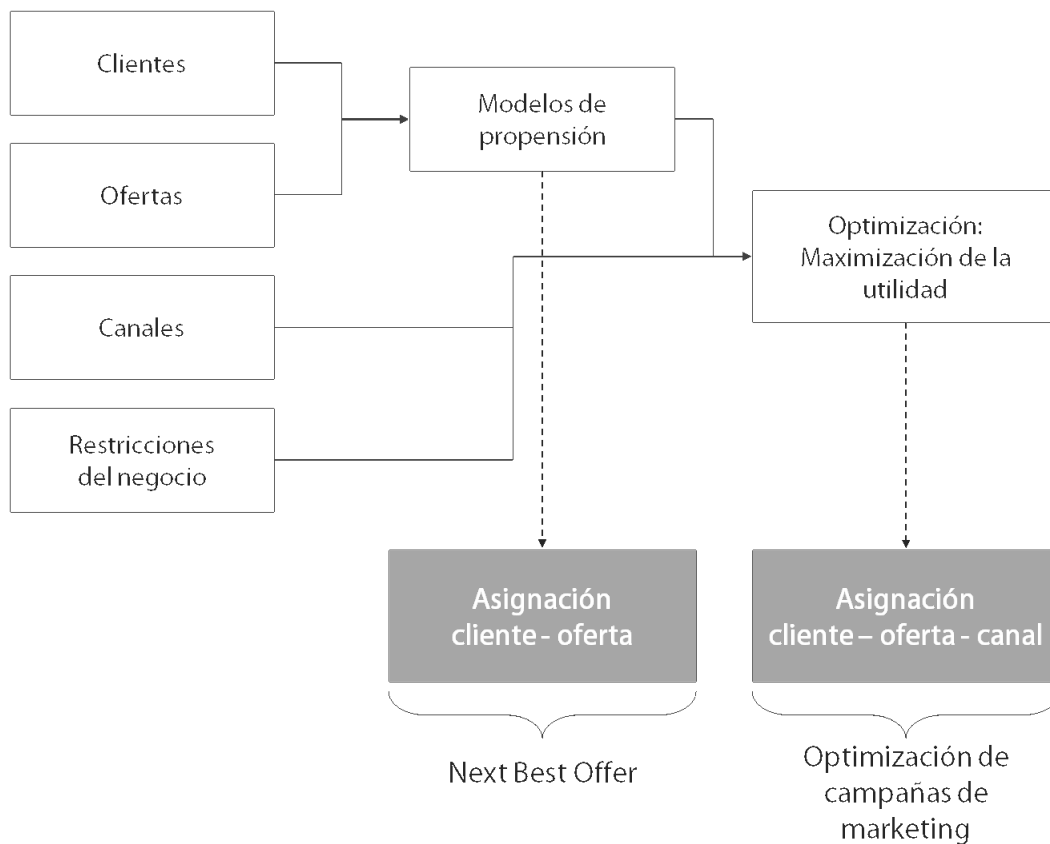 Clientes
Modelos de
propensión
Ofertas
Optimización:
Maximización de la
utilidad
Canales
Restricciones
del negocio
Asignación
cliente - oferta
Asignación
cliente – oferta - canal
Next Best Offer
Optimización de
campañas de
marketing